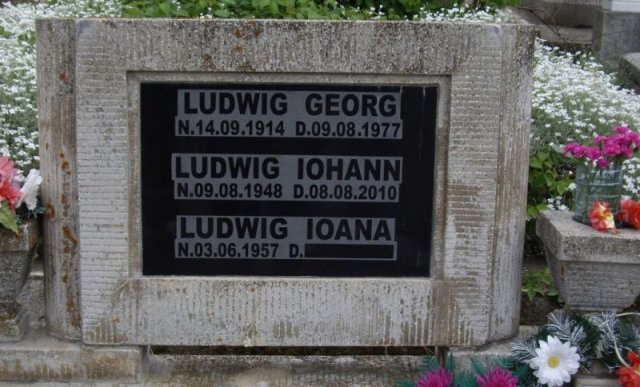 LUDWIG GEORG
N.14.09.1914 D.09.08.1977
LUDWIG IOHANN
N.09.08.1948 D.08.08.2010
LUDWIG IOANA
N.03.06.1957 D.